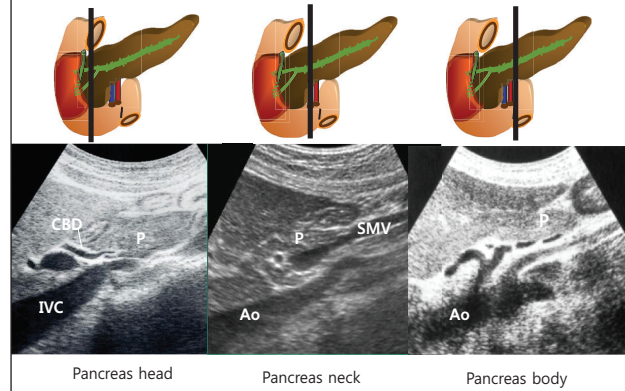 CBD
P
IVC
P
SMV
Ao
P
Ao
Pancreas head
Pancreas neck
Pancreas body